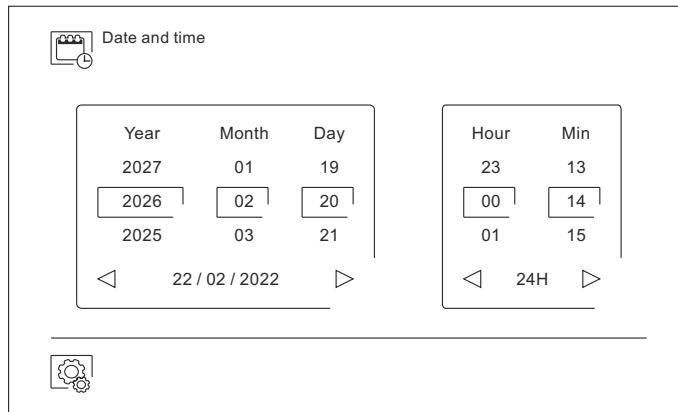 Date and time
Year Month Day
2027 01 19
2026 02 20
2025 03 21
22 / 02 / 2022
Hour Min
23 13
00 14
01 15
24H